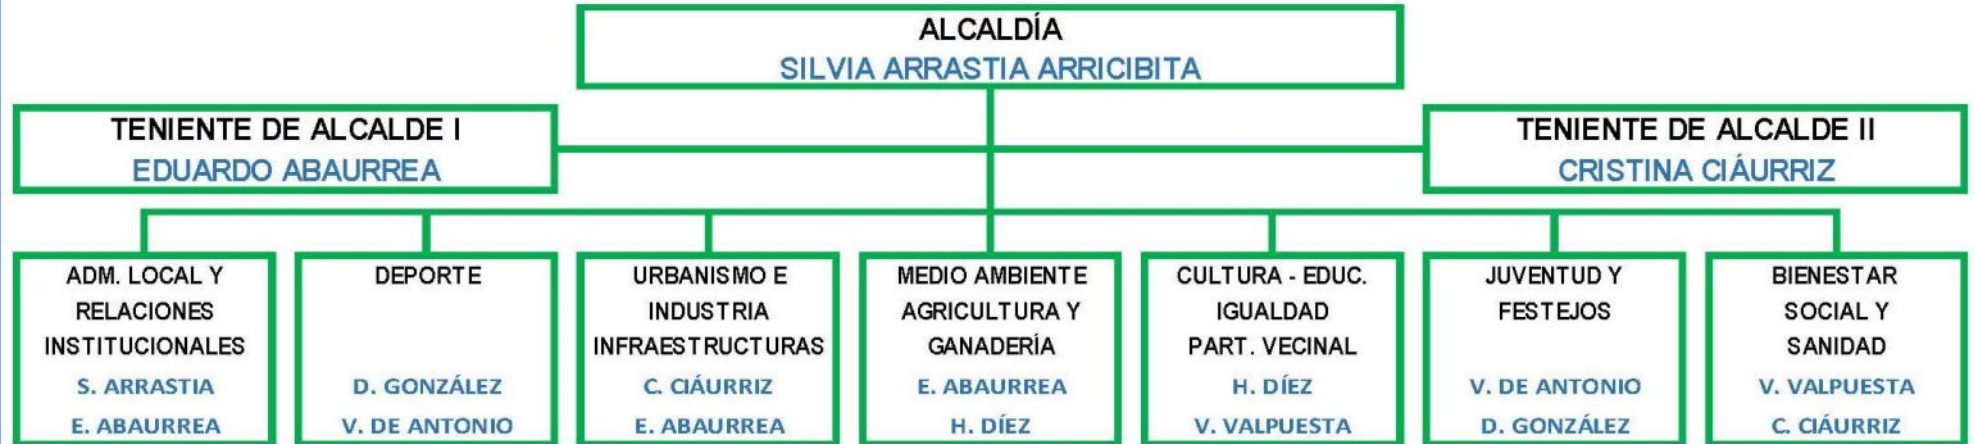 ALCALDÍA
SILVIA ARRASTIA ARRICIBITA
TENIENTE DE ALCALDE I
EDUARDO ABAURREA
TENIENTE DE ALCALDE II
CRISTINA CIÁURRIZ
ADM. LOCAL Y
RELACIONES
INSTITUCIONALES
S. ARRASTIA
E. ABAURREA
DEPORTE
D. GONZÁLEZ
V. DE ANTONIO
URBANISMO E
INDUSTRIA
INFRAESTRUCTURAS
C. CIÁURRIZ
E. ABAURREA
MEDIO AMBIENTE
AGRICULTURA Y
GANADERÍA
E. ABAURREA
H. DÍEZ
CULTURA - EDUC.
IGUALDAD
PART. VECINAL
H. DÍEZ
V. VALPUESTA
JUVENTUD Y
FESTEJOS
V. DE ANTONIO
D. GONZÁLEZ
BIENESTAR
SOCIAL Y
SANIDAD
V. VALPUESTA
C. CIÁURRIZ